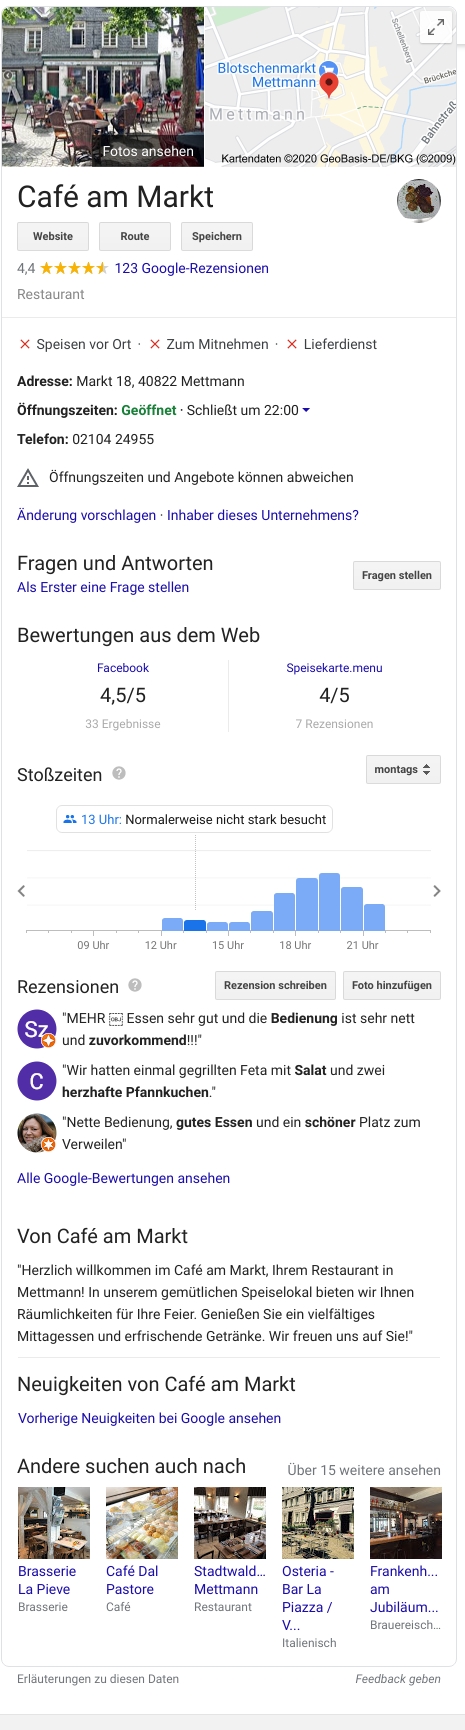 Fotos ansehen
Blotschenmarkt
Mettmann
Mettmann
Schellenberg
Brücke
Bahnstraß
Kartendaten ©2020 GeoBasis-DE/BKG (©2009)
Café am Markt
Website
Route
Speichern
4,4 ★★★★★ 123 Google-Rezensionen
Restaurant
✕ Speisen vor Ort · ✕ Zum Mitnehmen · ✕ Lieferdienst
Adresse: Markt 18, 40822 Mettmann
Öffnungszeiten: Geöffnet · Schließt um 22:00
Telefon: 02104 24955
Öffnungszeiten und Angebote können abweichen
Änderung vorschlagen · Inhaber dieses Unternehmens?
Fragen und Antworten
Als Erster eine Frage stellen
Fragen stellen
Bewertungen aus dem Web
Facebook
4,5/5
33 Ergebnisse
Speisekarte.menu
4/5
7 Rezensionen
Stoßzeiten ?
montags
13 Uhr: Normalerweise nicht stark besucht
09 Uhr 12 Uhr 15 Uhr 18 Uhr 21 Uhr
Rezensionen ?
Rezension schreiben
Foto hinzufügen
Sz
"MEHR ￼ Essen sehr gut und die Bedienung ist sehr nett
und zuvorkommend!!!"
C
"Wir hatten einmal gegrillten Feta mit Salat und zwei
herzhafte Pfannkuchen."
"Nette Bedienung, gutes Essen und ein schöner Platz zum
Verweilen"
Alle Google-Bewertungen ansehen
Von Café am Markt
"Herzlich willkommen im Café am Markt, Ihrem Restaurant in
Mettmann! In unserem gemütlichen Speiselokal bieten wir Ihnen
Räumlichkeiten für Ihre Feier. Genießen Sie ein vielfältiges
Mittagessen und erfrischende Getränke. Wir freuen uns auf Sie!"
Neuigkeiten von Café am Markt
Vorherige Neuigkeiten bei Google ansehen
Andere suchen auch nach
Über 15 weitere ansehen
Brasserie
La Pieve
Brasserie
Café Dal
Pastore
Café
Stadtwald...
Mettmann
Restaurant
Osteria -
Bar La
Piazza /
V...
Italienisch
Frankenh...
am
Jubiläum...
Brauereisch...
Erläuterungen zu diesen Daten
Feedback geben